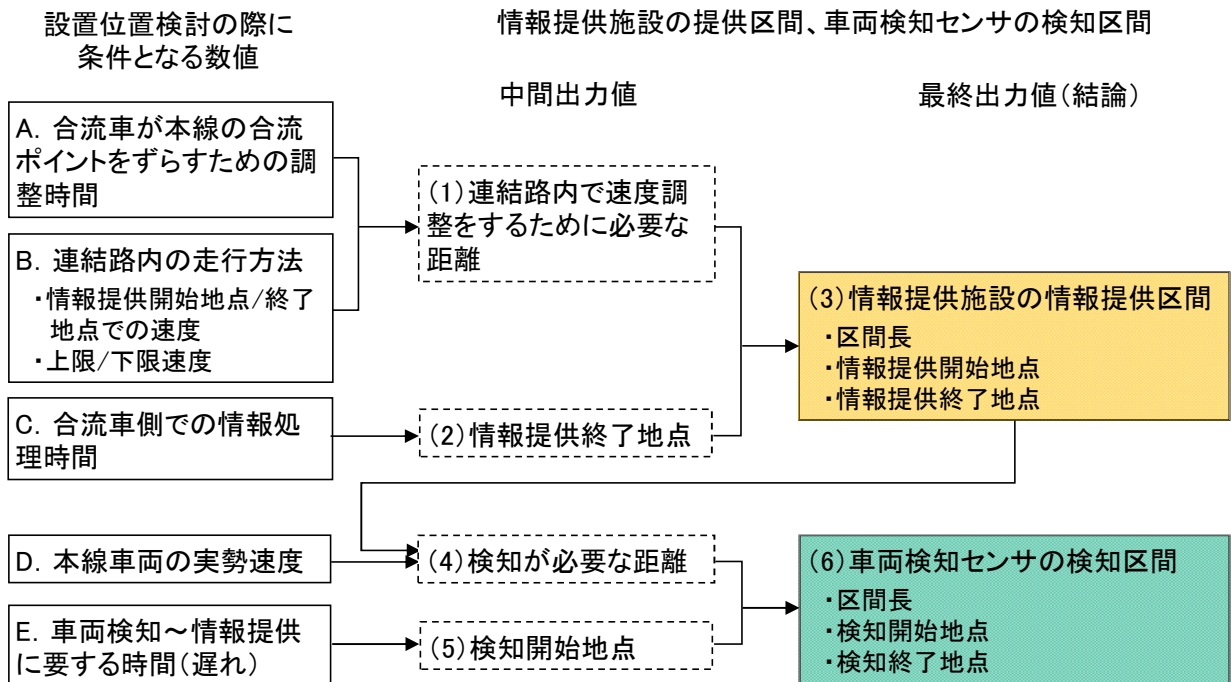 設置位置検討の際に
条件となる数値
情報提供施設の提供区間、車両検知センサの検知区間
中間出力値
最終出力値(結論)
A. 合流車が本線の合流
ポイントをずらすための調
整時間
B. 連結路内の走行方法
・情報提供開始地点/終了
地点での速度
・上限/下限速度
C. 合流車側での情報処
理時間
D. 本線車両の実勢速度
E. 車両検知～情報提供
に要する時間(遅れ)
(1)連結路内で速度調
整をするために必要な
距離
(2)情報提供終了地点
(4)検知が必要な距離
(5)検知開始地点
(3)情報提供施設の情報提供区間
・区間長
・情報提供開始地点
・情報提供終了地点
(6)車両検知センサの検知区間
・区間長
・検知開始地点
・検知終了地点